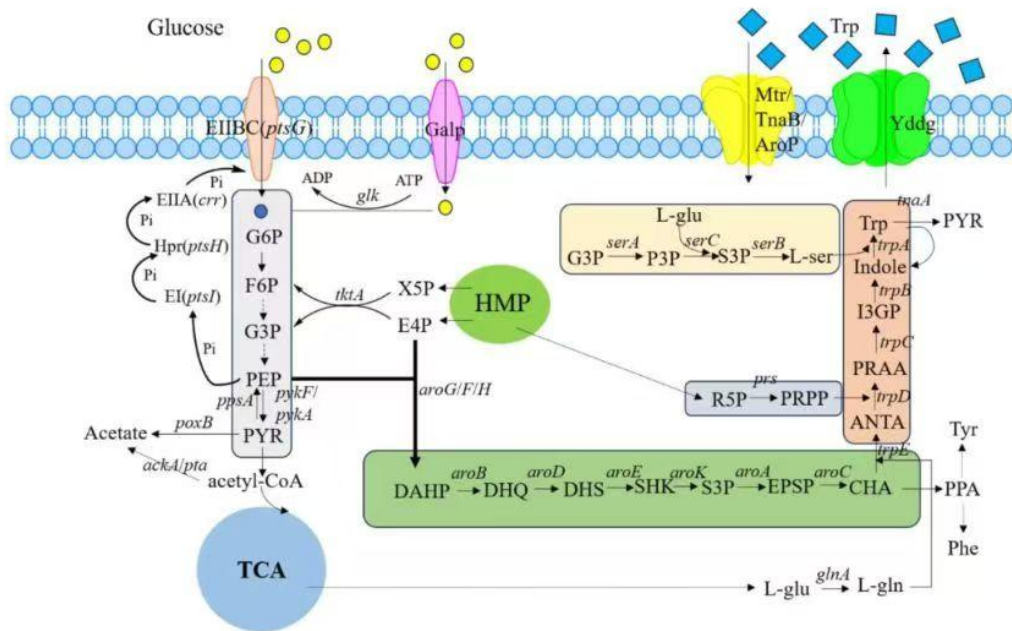 Glucose
Trp
EIIBC(ptsG)
Galp
Mtr/
TnaB/
AroP
Yddg
Pi
ADP
ATP
glk
EIIA(crr)
Pi
Hpr(ptsH)
Pi
EI(ptsI)
Pi
G6P
F6P
G3P
PEP
ppsA
pykF/
pykA
PYR
poxB
Acetate
ackA/pta
acetyl-CoA
TCA
tktA
X5P
E4P
HMP
aroG/F/H
L-glu
serA
serC
serB
G3P
P3P
S3P
L-ser
tnaA
Trp
PYR
trpA
Indole
trpB
I3GP
trpC
PRAA
trpD
ANTA
trpE
prs
R5P
PRPP
aroB
aroD
aroE
aroK
aroA
aroC
DAHP
DHQ
DHS
SHK
S3P
EPSP
CHA
Tyr
PPA
Phe
L-glu
glnA
L-gln